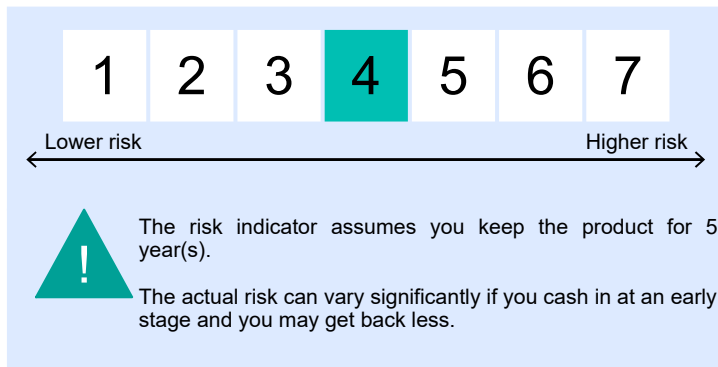 1 2 3 4 5 6 7
Lower risk Higher risk
!
The risk indicator assumes you keep the product for 5
year(s).
The actual risk can vary significantly if you cash in at an early
stage and you may get back less.